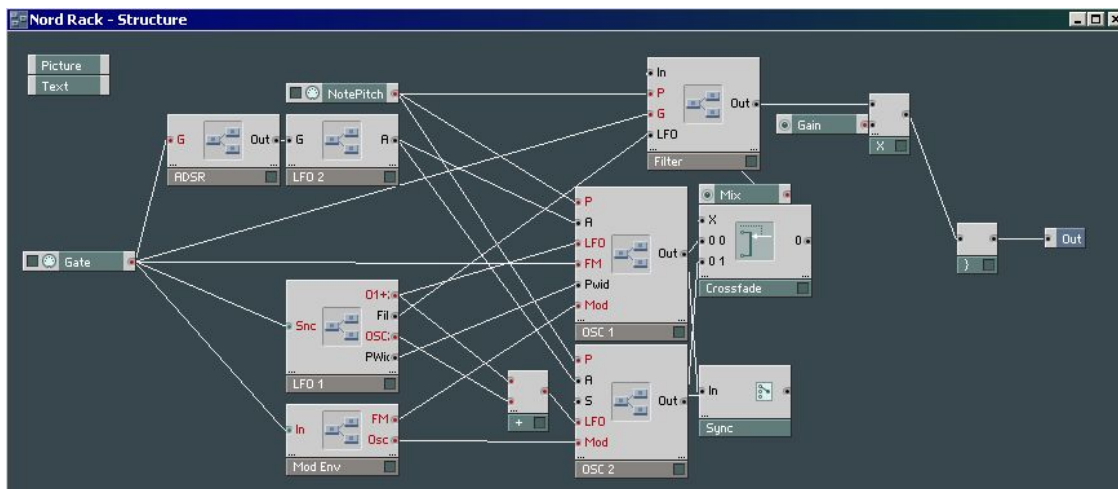 Nord Rack - Structure
Picture
Text
NotePitch
In
P
G
LFO
Out
Filter
Gain
X
G
Out
ADSR
G
A
LFO 2
Gate
Mix
X
0 0
0 1
0
Crossfade
P
A
LFO
FM
Pwid
Mod
Out
OSC 1
Snc
Fil
LFO 1
In
FM
Osc
Mod Env
+
P
A
S
LFO
Mod
Out
OSC 2
In
Sync
}
Out